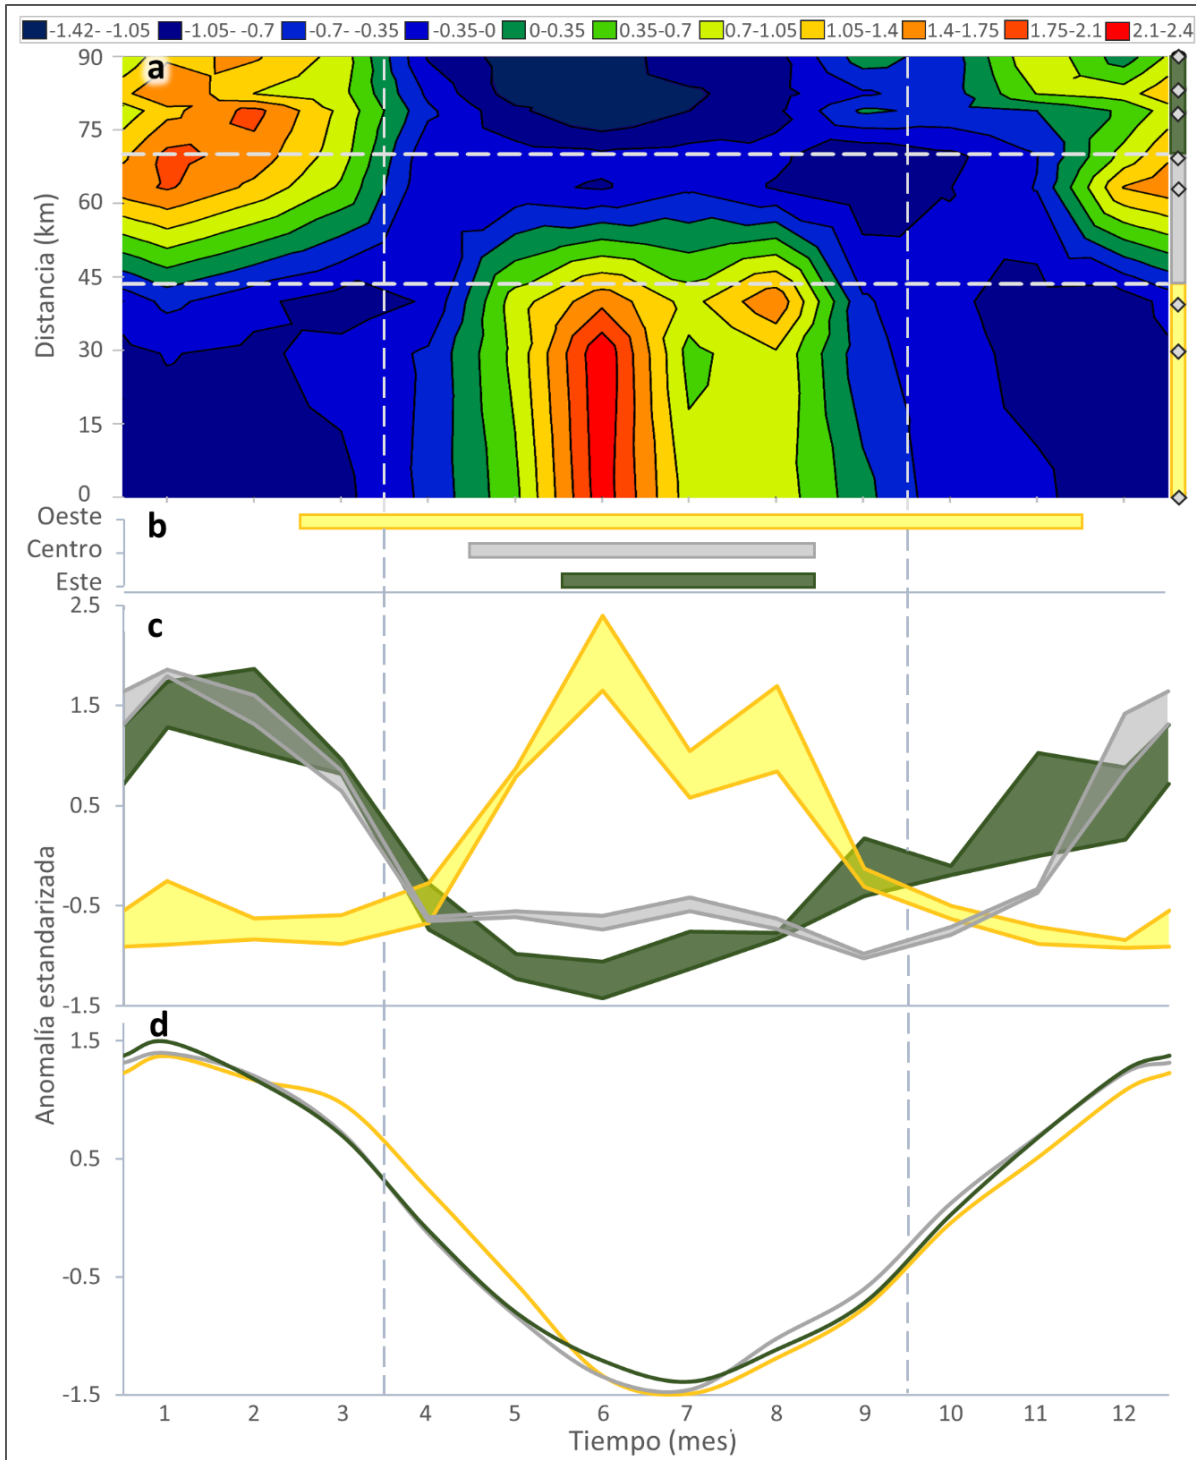 -1.42- -1.05 -1.05- -0.7 -0.7- -0.35 -0.35-0 0-0.35 0.35-0.7 0.7-1.05 1.05-1.4 1.4-1.75 1.75-2.1 2.1-2.4
a
90
75
60
45
30
15
0
Distancia (km)
b
Oeste
Centro
Este
c
2.5
1.5
0.5
-0.5
-1.5
Anomalía estandarizada
d
1.5
0.5
-0.5
-1.5
1 2 3 4 5 6 7 8 9 10 11 12
Tiempo (mes)